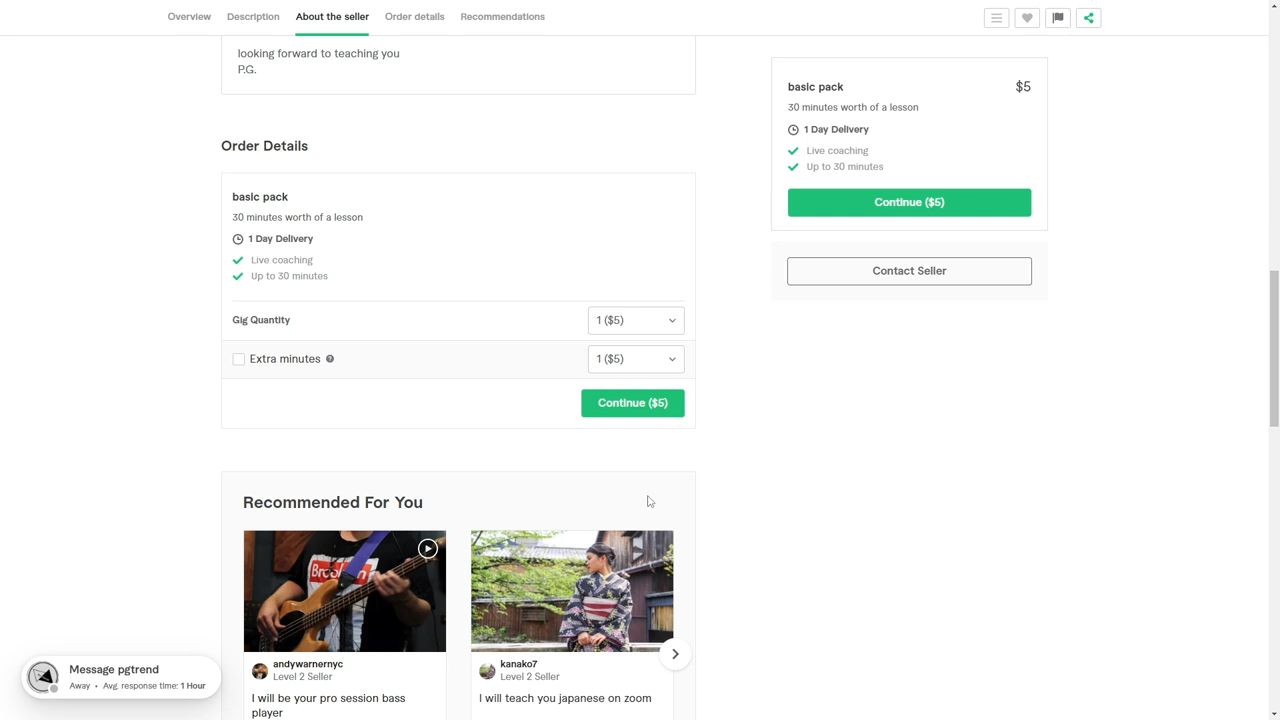 Overview
Description
About the seller
Order details
Recommendations
looking forward to teaching you
P.G.
Order Details
basic pack
30 minutes worth of a lesson
1 Day Delivery
Live coaching
Up to 30 minutes
Gig Quantity
1 ($5)
Extra minutes
1 ($5)
Continue ($5)
basic pack
$5
30 minutes worth of a lesson
1 Day Delivery
Live coaching
Up to 30 minutes
Continue ($5)
Contact Seller
Recommended For You
andywarnernyc
Level 2 Seller
I will be your pro session bass
player
kanako7
Level 2 Seller
I will teach you japanese on zoom
Message pgtrend
Away • Avg. response time: 1 Hour